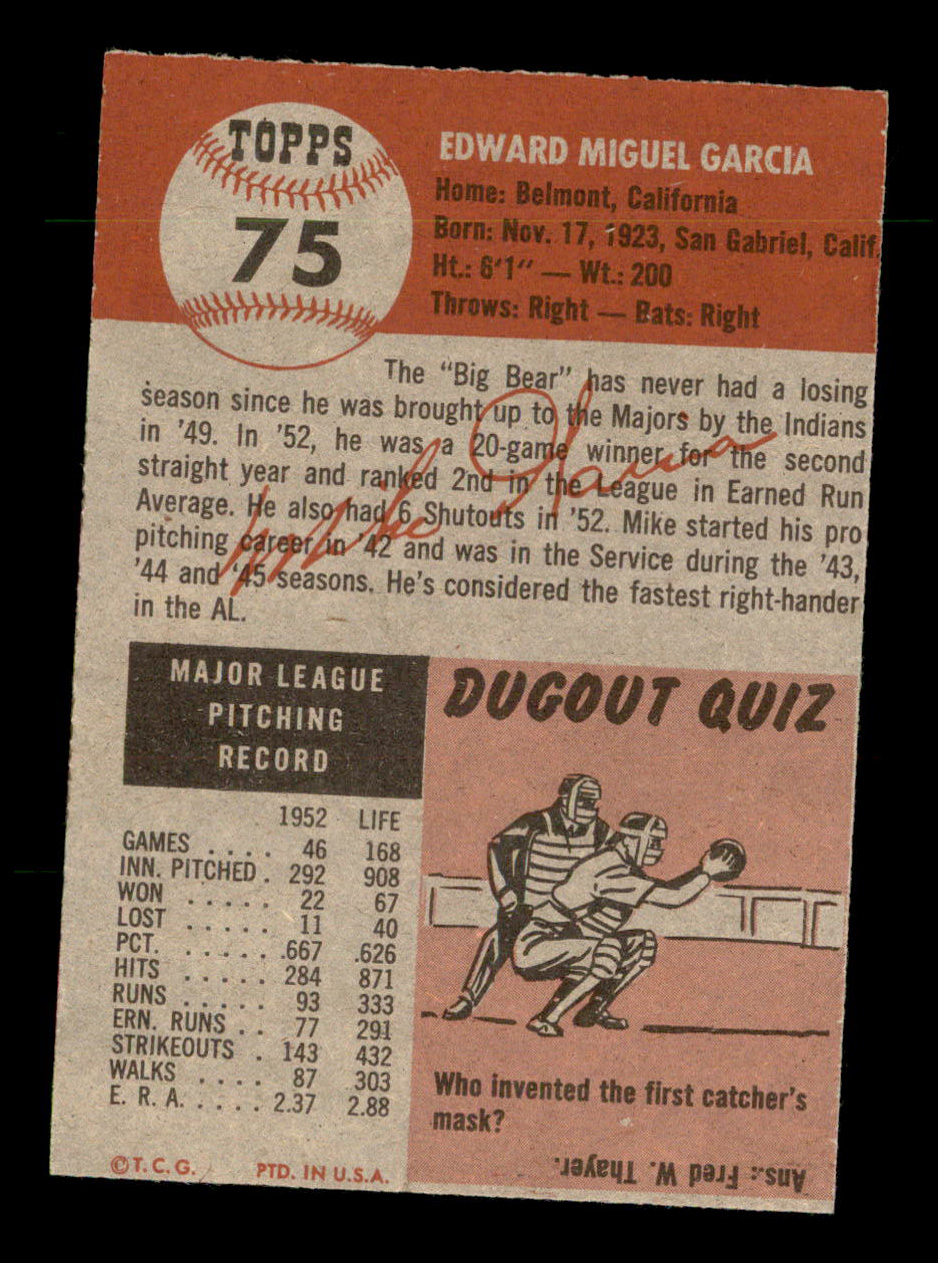 TOPPS
75
EDWARD MIGUEL GARCIA
Home: Belmont, California
Born: Nov. 17, 1923, San Gabriel, Calif.
Ht.: 6'1" — Wt.: 200
Throws: Right — Bats: Right
The "Big Bear" has never had a losing
season since he was brought up to the Majors by the Indians
in '49. In '52, he was a 20-game winner for the second
straight year and ranked 2nd in the League in Earned Run
Average. He also had 6 Shutouts in '52. Mike started his pro
pitching career in '42 and was in the Service during the '43,
'44 and '45 seasons. He's considered the fastest right-hander
in the AL.
Mike Garcia
MAJOR LEAGUE
PITCHING
RECORD
1952 LIFE
GAMES . . . . 46 168
INN. PITCHED . 292 908
WON . . . . . 22 67
LOST . . . . . 11 40
PCT. . . . . . .667 .626
HITS . . . . . 284 871
RUNS . . . . . 93 333
ERN. RUNS . . 77 291
STRIKEOUTS . 143 432
WALKS . . . . 87 303
E. R. A. . . . . . 2.37 2.88
©T. C. G. PTD. IN U.S.A.
DUGOUT QUIZ
Who invented the first catcher's
mask?
Ans.: Fred W. Thayer.